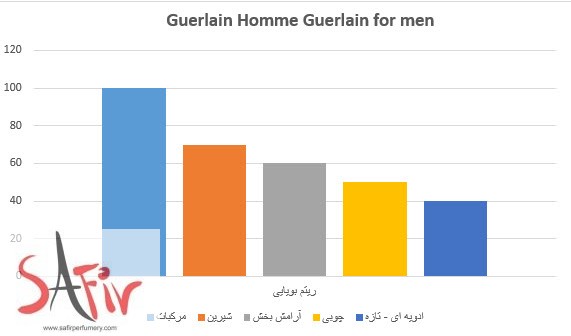 Guerlain Homme Guerlain for men
120
100
80
60
40
20
0
ریتم بویایی
مرکبات
شیرین
آرامش بخش
چوبی
ادویه ای - تازه
SAFir
www.safirperfumery.com